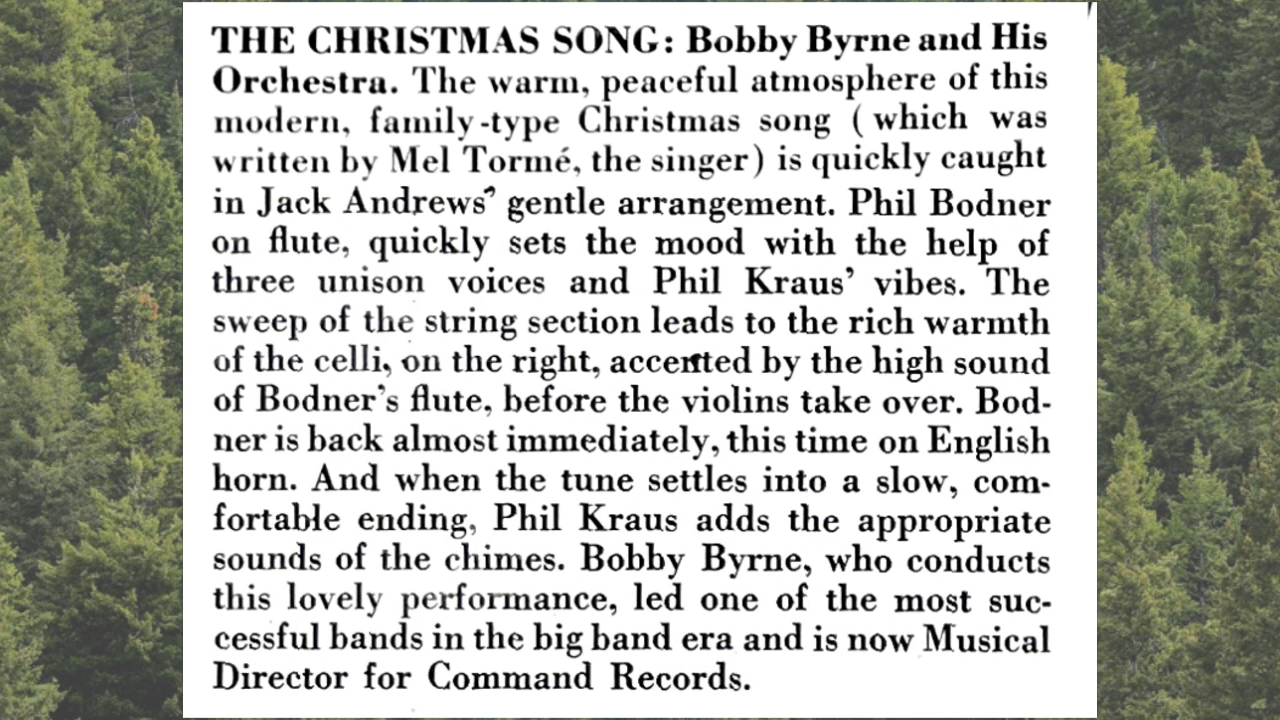 THE CHRISTMAS SONG: Bobby Byrne and His
Orchestra. The warm, peaceful atmosphere of this
modern, family-type Christmas song (which was
written by Mel Tormé, the singer) is quickly caught
in Jack Andrews’ gentle arrangement. Phil Bodner
on flute, quickly sets the mood with the help of
three unison voices and Phil Kraus’ vibes. The
sweep of the string section leads to the rich warmth
of the celli, on the right, accented by the high sound
of Bodner’s flute, before the violins take over. Bod-
ner is back almost immediately, this time on English
horn. And when the tune settles into a slow, com-
fortable ending, Phil Kraus adds the appropriate
sounds of the chimes. Bobby Byrne, who conducts
this lovely performance, led one of the most suc-
cessful bands in the big band era and is now Musical
Director for Command Records.